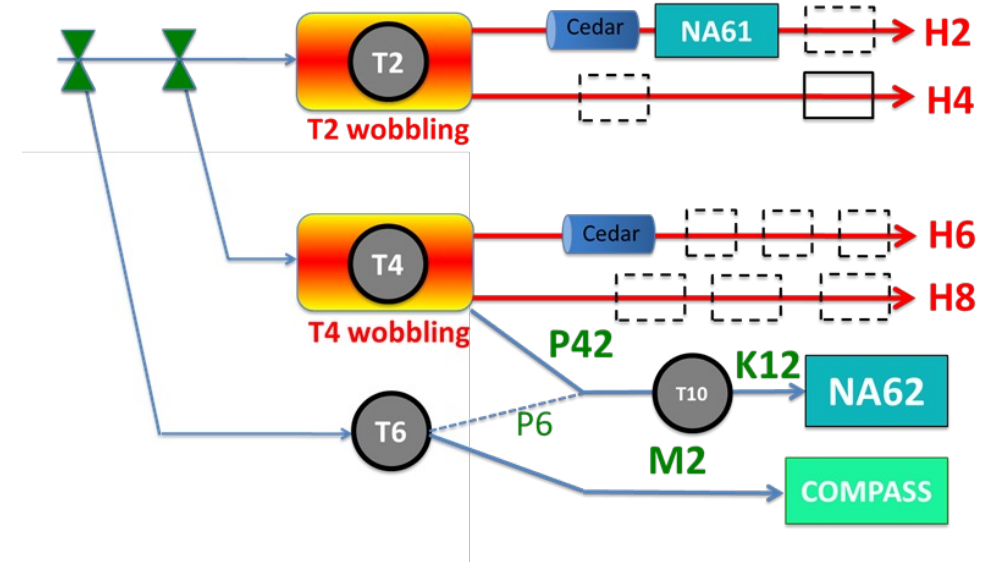 Cedar
NA61
H2
T2
H4
T2 wobbling
Cedar
H6
T4
H8
T4 wobbling
P42
K12
T10
NA62
T6
P6
M2
COMPASS